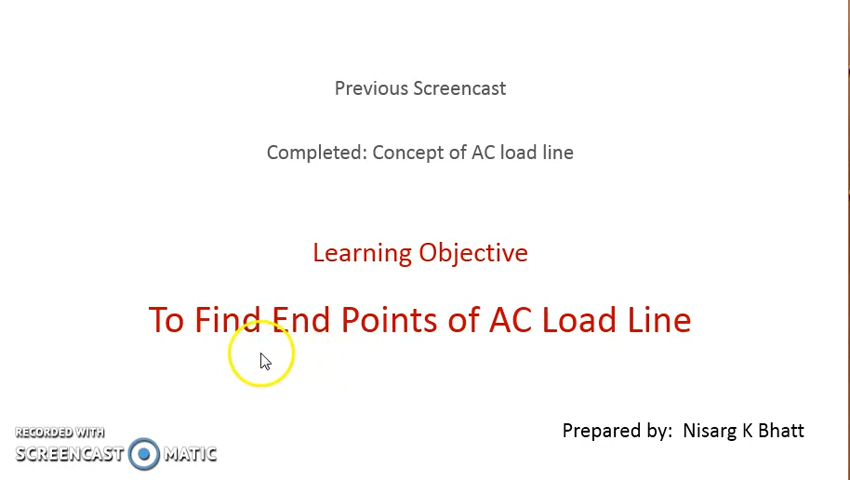 Previous Screencast
Completed: Concept of AC load line
Learning Objective
To Find End Points of AC Load Line
Prepared by: Nisarg K Bhatt
RECORDED WITH
SCREENCAST MATIC